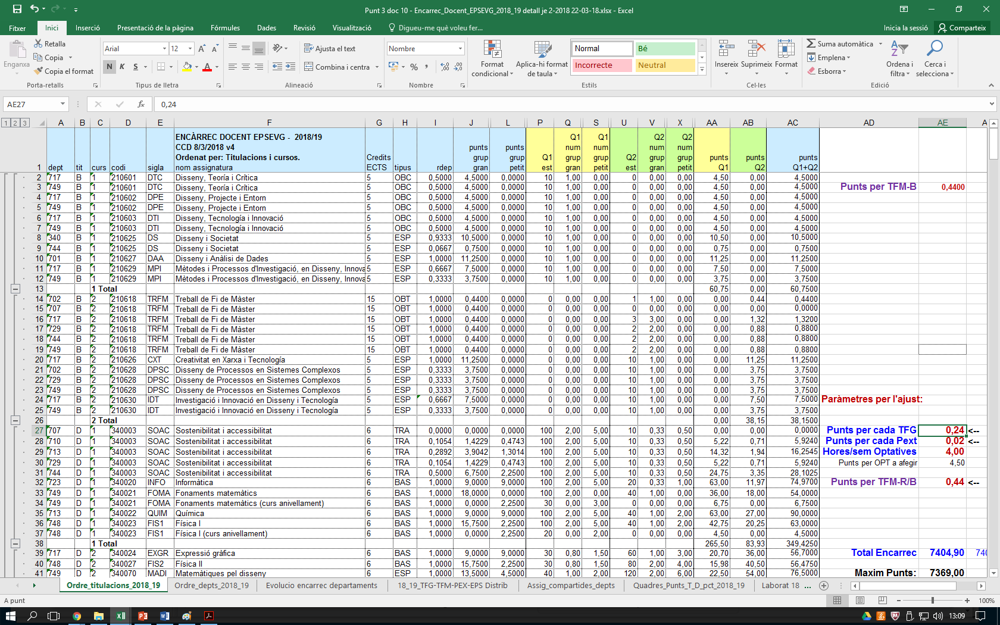 Punt 3 doc 10 - Encarrec_Docent_EPSEVG_2018_19 detall je 2-2018 22-03-18.xlsx - Excel
Fitxer Inici Inserció Presentació de la pàgina Fórmules Dades Revisió Visualització Digueu-me què voleu fer... Inicia la sessió Comparteix
Enganxa Retalla Copia Copia el format Porta-retalls
Arial 12 N K S Tipus de lletra
Ajusta el text Combina i centra Alineació
Nombre % Nombre
Format condicional Aplica-hi format de taula Normal Bé Incorrecte Neutral Estils
Insereix Suprimeix Format Cel·les
Suma automàtica Emplena Esborra Ordena i filtra Cerca i selecciona Edició
AE27 fx 0,24
1 2 3 A B C D E F G H I J L P Q S U V X AA AB AC AD AE A
ENCÀRREC DOCENT EPSEVG - 2018/19
CCD 8/3/2018 v4
Ordenat per: Titulacions i cursos.
1 dept tit curs codi sigla nom assignatura Credits ECTS tipus rdep punts grup gran punts grup petit Q1 est Q1 num grup gran Q1 num grup petit Q2 est Q2 num grup gran Q2 num grup petit punts Q1 punts Q2 punts Q1+Q2
2 717 B 1 210601 DTC Disseny, Teoría i Crítica 5 OBC 0,5000 4,5000 0,0000 10 1,00 0,00 0 0,00 0,00 4,50 0,00 4,5000
3 749 B 1 210601 DTC Disseny, Teoría i Crítica 5 OBC 0,5000 4,5000 0,0000 10 1,00 0,00 0 0,00 0,00 4,50 0,00 4,5000 Punts per TFM-B 0,4400
4 717 B 1 210602 DPE Disseny, Projecte i Entorn 5 OBC 0,5000 4,5000 0,0000 10 1,00 0,00 0 0,00 0,00 4,50 0,00 4,5000
5 749 B 1 210602 DPE Disseny, Projecte i Entorn 5 OBC 0,5000 4,5000 0,0000 10 1,00 0,00 0 0,00 0,00 4,50 0,00 4,5000
6 717 B 1 210603 DTI Disseny, Tecnología i Innovació 5 OBC 0,5000 4,5000 0,0000 10 1,00 0,00 0 0,00 0,00 4,50 0,00 4,5000
7 749 B 1 210603 DTI Disseny, Tecnología i Innovació 5 OBC 0,5000 4,5000 0,0000 10 1,00 0,00 0 0,00 0,00 4,50 0,00 4,5000
8 340 B 1 210625 DS Disseny i Societat 5 ESP 0,9333 10,5000 0,0000 10 1,00 0,00 0 0,00 0,00 10,50 0,00 10,5000
9 744 B 1 210625 DS Disseny i Societat 5 ESP 0,0667 0,7500 0,0000 10 1,00 0,00 0 0,00 0,00 0,75 0,00 0,7500
10 701 B 1 210627 DAA Disseny i Anàlisi de Dades 5 ESP 1,0000 11,2500 0,0000 10 1,00 0,00 0 0,00 0,00 11,25 0,00 11,2500
11 717 B 1 210629 MPI Mètodes i Processos d'Investigació, en Disseny, Innova 5 ESP 0,6667 7,5000 0,0000 10 1,00 0,00 0 0,00 0,00 7,50 0,00 7,5000
12 749 B 1 210629 MPI Mètodes i Processos d'Investigació, en Disseny, Innova 5 ESP 0,3333 3,7500 0,0000 10 1,00 0,00 0 0,00 0,00 3,75 0,00 3,7500
13 1 Total 60,75 0,00 60,7500
14 702 B 2 210618 TRFM Treball de Fi de Màster 15 OBT 1,0000 0,4400 0,0000 0 0,00 0,00 1 1,00 0,00 0,00 0,44 0,4400
15 707 B 2 210618 TRFM Treball de Fi de Màster 15 OBT 1,0000 0,4400 0,0000 0 0,00 0,00 0 0,00 0,00 0,00 0,00 0,0000
16 717 B 2 210618 TRFM Treball de Fi de Màster 15 OBT 1,0000 0,4400 0,0000 0 0,00 0,00 3 3,00 0,00 0,00 1,32 1,3200
17 729 B 2 210618 TRFM Treball de Fi de Màster 15 OBT 1,0000 0,4400 0,0000 0 0,00 0,00 2 2,00 0,00 0,00 0,88 0,8800
18 744 B 2 210618 TRFM Treball de Fi de Màster 15 OBT 1,0000 0,4400 0,0000 0 0,00 0,00 2 2,00 0,00 0,00 0,88 0,8800
19 749 B 2 210618 TRFM Treball de Fi de Màster 15 OBT 1,0000 0,4400 0,0000 0 0,00 0,00 2 2,00 0,00 0,00 0,88 0,8800
20 717 B 2 210626 CXT Creativitat en Xarxa i Tecnología 5 ESP 1,0000 11,2500 0,0000 0 0,00 0,00 10 1,00 0,00 0,00 11,25 11,2500
21 702 B 2 210628 DPSC Disseny de Processos en Sistemes Complexos 5 ESP 0,3333 3,7500 0,0000 0 0,00 0,00 10 1,00 0,00 0,00 3,75 3,7500
22 729 B 2 210628 DPSC Disseny de Processos en Sistemes Complexos 5 ESP 0,3333 3,7500 0,0000 0 0,00 0,00 10 1,00 0,00 0,00 3,75 3,7500
23 749 B 2 210628 DPSC Disseny de Processos en Sistemes Complexos 5 ESP 0,3333 3,7500 0,0000 0 0,00 0,00 10 1,00 0,00 0,00 3,75 3,7500
24 717 B 2 210630 IDT Investigació i Innovació en Disseny i Tecnología 5 ESP 0,6667 7,5000 0,0000 0 0,00 0,00 10 1,00 0,00 0,00 7,50 7,5000 Paràmetres per l'ajust:
25 749 B 2 210630 IDT Investigació i Innovació en Disseny i Tecnología 5 ESP 0,3333 3,7500 0,0000 0 0,00 0,00 10 1,00 0,00 0,00 3,75 3,7500
26 2 Total 0,00 38,15 38,1500
27 707 D 1 340003 SOAC Sostenibilitat i accessibilitat 6 TRA 0,0000 0,0000 0,0000 100 2,00 5,00 10 0,33 0,50 0,00 0,00 0,0000 Punts per cada TFG 0,24 <--
28 710 D 1 340003 SOAC Sostenibilitat i accessibilitat 6 TRA 0,1054 1,4229 0,4743 100 2,00 5,00 10 0,33 0,50 5,22 0,71 5,9240 Punts per cada Pext 0,02 <--
29 713 D 1 340003 SOAC Sostenibilitat i accessibilitat 6 TRA 0,2892 3,9042 1,3014 100 2,00 5,00 10 0,33 0,50 14,32 1,94 16,2545 Hores/sem Optatives 4,00
30 729 D 1 340003 SOAC Sostenibilitat i accessibilitat 6 TRA 0,1054 1,4229 0,4743 100 2,00 5,00 10 0,33 0,50 5,22 0,71 5,9240 Punts per OPT a afegir 4,50
31 744 D 1 340003 SOAC Sostenibilitat i accessibilitat 6 TRA 0,5000 6,7500 2,2500 100 2,00 5,00 10 0,33 0,50 24,75 3,35 28,1025
32 723 D 1 340020 INFO Informàtica 6 BAS 1,0000 9,0000 9,0000 100 2,00 5,00 20 0,33 1,00 63,00 11,97 74,9700 Punts per TFM-R/B 0,44 <--
33 749 D 1 340021 FOMA Fonaments matemàtics 6 BAS 1,0000 18,0000 0,0000 100 2,00 0,00 40 1,00 0,00 36,00 18,00 54,0000
34 749 D 1 340021 FOMA Fonaments matemàtics (curs anivellament) 6 BAS 1,0000 0,0000 2,2500 30 0,00 3,00 0 0,00 0,00 6,75 0,00 6,7500
35 713 D 1 340022 QUIM Química 6 BAS 1,0000 9,0000 9,0000 100 2,00 5,00 40 1,00 2,00 63,00 27,00 90,0000
36 748 D 1 340023 FIS1 Física I 6 BAS 1,0000 15,7500 2,2500 100 2,00 5,00 40 1,00 2,00 42,75 20,25 63,0000
37 748 D 1 340023 FIS1 Física I (curs anivellament) 6 BAS 1,0000 0,0000 2,2500 20 0,00 2,00 0 0,00 0,00 4,50 0,00 4,5000
38 1 Total 265,50 83,93 349,4250
39 717 D 2 340024 EXGR Expressió gràfica 6 BAS 1,0000 9,0000 9,0000 30 0,80 1,50 60 1,00 3,00 20,70 36,00 56,7000 Total Encarrec 7404,90 740
40 748 D 2 340027 FIS2 Física II 6 BAS 1,0000 15,7500 2,2500 30 0,80 1,50 80 2,00 4,00 15,98 40,50 56,4750
41 749 D 2 340070 MADI Matemàtiques pel disseny 6 ESP 1,0000 13,5000 4,5000 40 1,00 2,00 120 2,00 6,00 22,50 54,00 76,5000 Maxim Punts: 7369,00
Ordre_titulacions_2018_19 Ordre_depts_2018_19 Evolucio encarrec departaments 18_19_TFG-TFM-PEX-EPS Distrib Assig_compartides_depts Quadres_Punts_T_D_pct_2018_19 Laborat 18 ...
A punt 100%
13:09